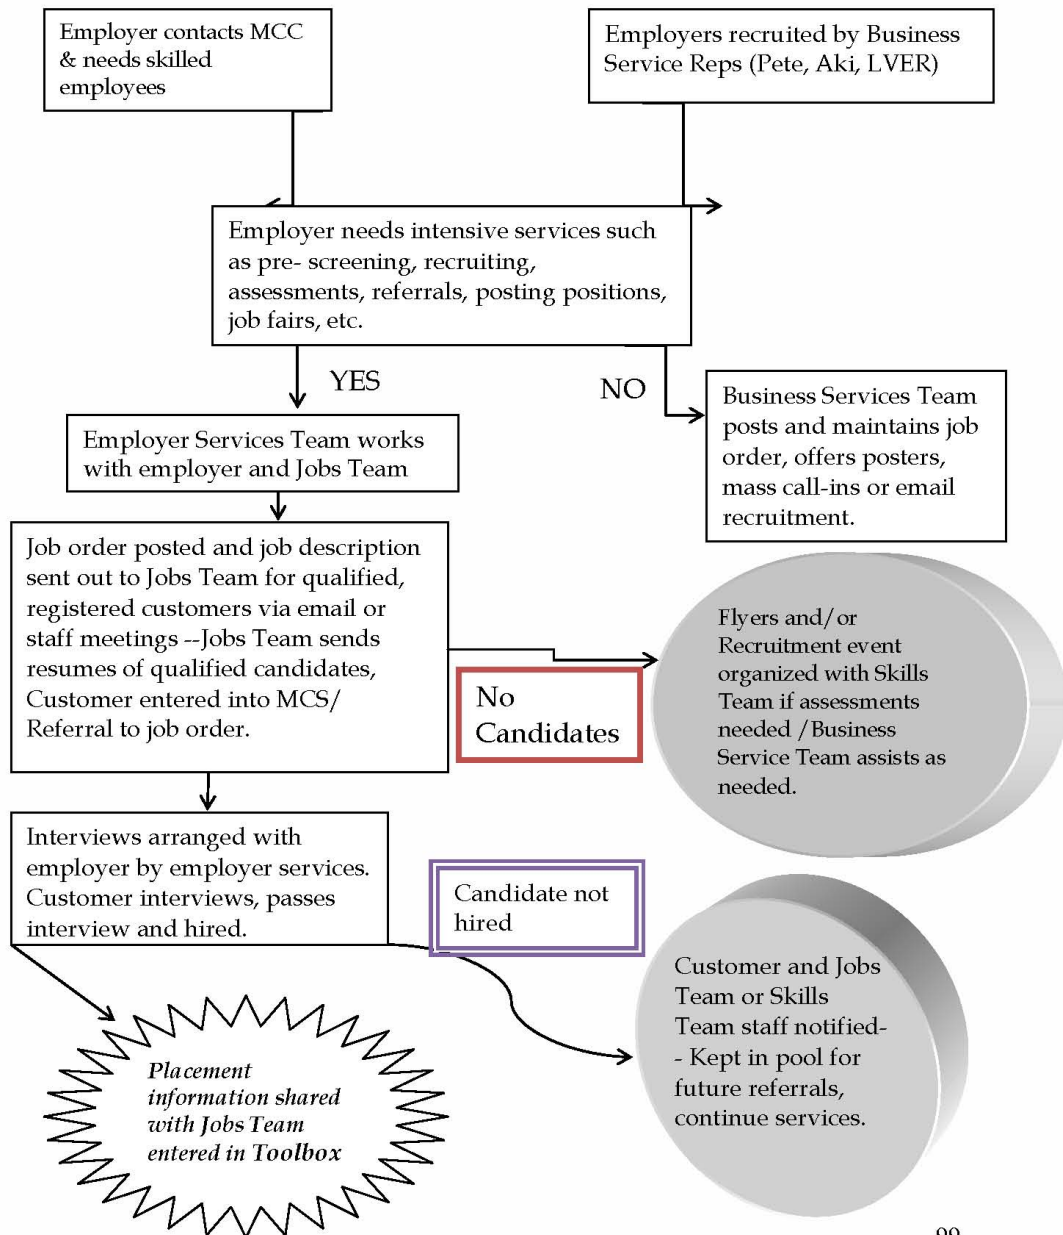 Employer contacts MCC
& needs skilled
employees
Employers recruited by Business
Service Reps (Pete, Aki, LVER)
Employer needs intensive services such
as pre- screening, recruiting,
assessments, referrals, posting positions,
job fairs, etc.
YES
NO
Employer Services Team works
with employer and Jobs Team
Business Services Team
posts and maintains job
order, offers posters,
mass call-ins or email
recruitment.
Job order posted and job description
sent out to Jobs Team for qualified,
registered customers via email or
staff meetings --Jobs Team sends
resumes of qualified candidates,
Customer entered into MCS/
Referral to job order.
No
Candidates
Flyers and/or
Recruitment event
organized with Skills
Team if assessments
needed /Business
Service Team assists as
needed.
Interviews arranged with
employer by employer services.
Customer interviews, passes
interview and hired.
Candidate not
hired
Customer and Jobs
Team or Skills
Team staff notified-
- Kept in pool for
future referrals,
continue services.
Placement
information shared
with Jobs Team
entered in Toolbox